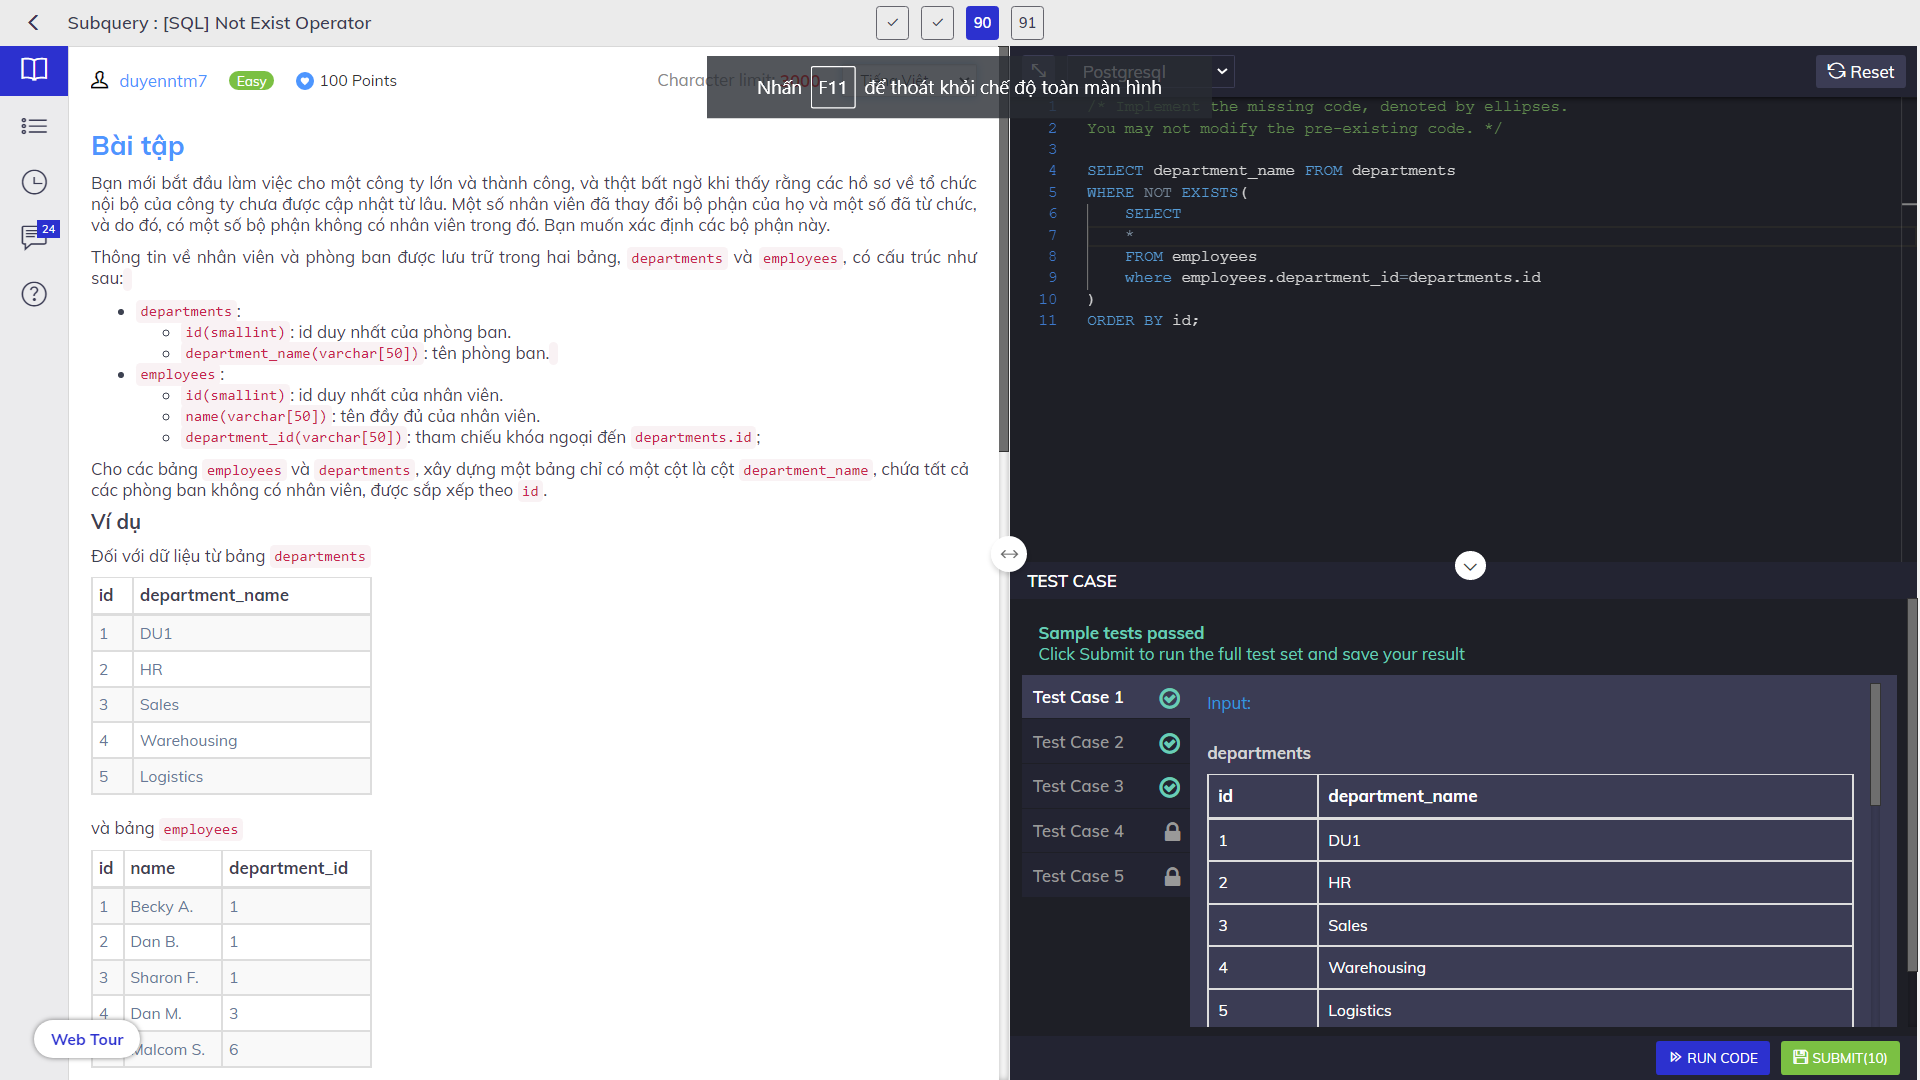 Subquery : [SQL] Not Exist Operator
90
91
24
duyenntm7
Easy
100 Points
Character limit: 2000
Tiếng Việt
Nhấn F11 để thoát khỏi chế độ toàn màn hình
Bài tập
Bạn mới bắt đầu làm việc cho một công ty lớn và thành công, và thật bất ngờ khi thấy rằng các hồ sơ về tổ chức
nội bộ của công ty chưa được cập nhật từ lâu. Một số nhân viên đã thay đổi bộ phận của họ và một số đã từ chức,
và do đó, có một số bộ phận không có nhân viên trong đó. Bạn muốn xác định các bộ phận này.
Thông tin về nhân viên và phòng ban được lưu trữ trong hai bảng, departments và employees, có cấu trúc như
sau:
departments:
id(smallint): id duy nhất của phòng ban.
department_name(varchar[50]): tên phòng ban.
employees:
id(smallint): id duy nhất của nhân viên.
name(varchar[50]): tên đầy đủ của nhân viên.
department_id(varchar[50]): tham chiếu khóa ngoại đến departments.id;
Cho các bảng employees và departments, xây dựng một bảng chỉ có một cột là cột department_name, chứa tất cả
các phòng ban không có nhân viên, được sắp xếp theo id.
Ví dụ
Đối với dữ liệu từ bảng departments
id department_name
1 DU1
2 HR
3 Sales
4 Warehousing
5 Logistics
và bảng employees
id name department_id
1 Becky A. 1
2 Dan B. 1
3 Sharon F. 1
4 Dan M. 3
Malcom S. 6
Web Tour
Postgresql
Reset
1 /* Implement the missing code, denoted by ellipses.
2 You may not modify the pre-existing code. */
3
4 SELECT department_name FROM departments
5 WHERE NOT EXISTS(
6 SELECT
7 *
8 FROM employees
9 where employees.department_id=departments.id
10 )
11 ORDER BY id;
TEST CASE
Sample tests passed
Click Submit to run the full test set and save your result
Test Case 1
Test Case 2
Test Case 3
Test Case 4
Test Case 5
Input:
departments
id department_name
1 DU1
2 HR
3 Sales
4 Warehousing
5 Logistics
RUN CODE
SUBMIT(10)